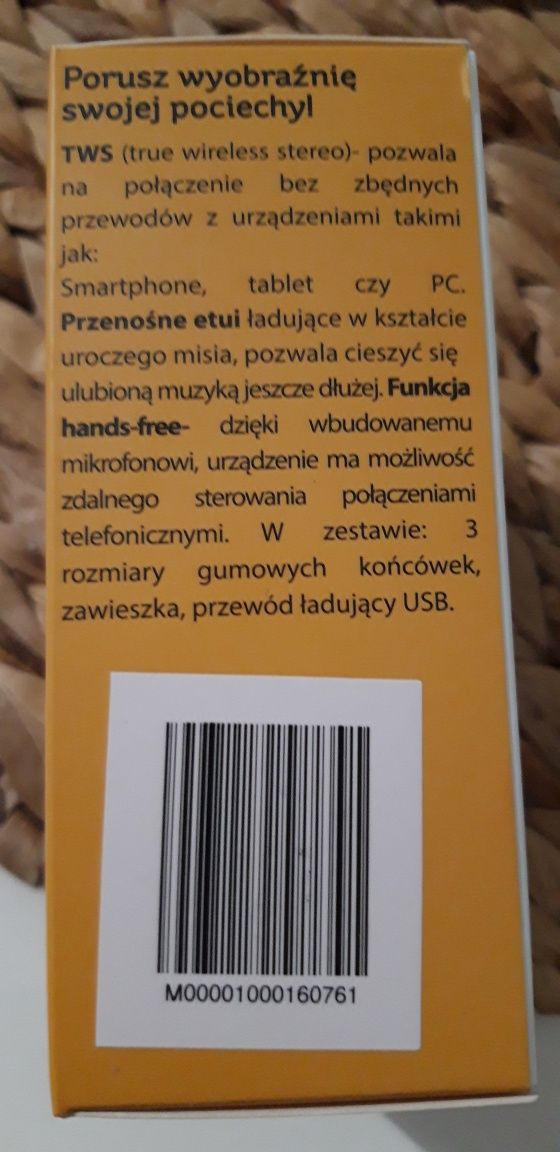 Porusz wyobraźnię
swojej pociechy!
TWS (true wireless stereo)- pozwala
na połączenie bez zbędnych
przewodów z urządzeniami takimi
jak:
Smartphone, tablet czy PC.
Przenośne etui ładujące w kształcie
uroczego misia, pozwala cieszyć się
ulubioną muzyką jeszcze dłużej. Funkcja
hands-free- dzięki wbudowanemu
mikrofonowi, urządzenie ma możliwość
zdalnego sterowania połączeniami
telefonicznymi. W zestawie: 3
rozmiary gumowych końcówek,
zawieszka, przewód ładujący USB.
M00001000160761